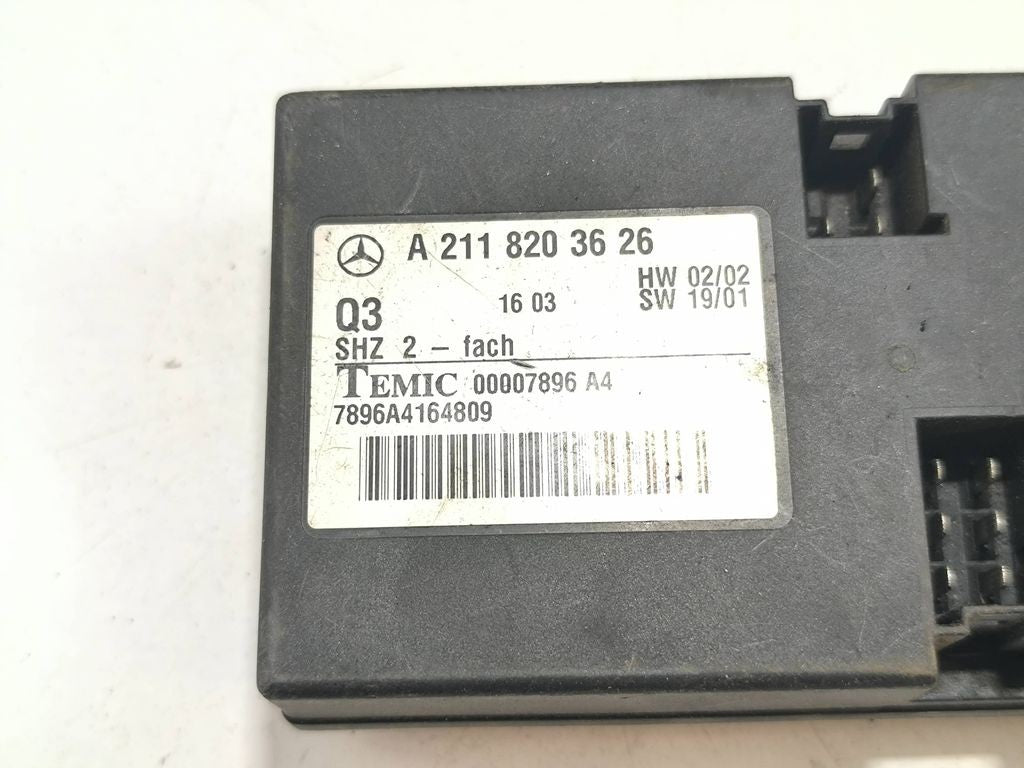 A 211 820 36 26
HW 02/02
Q3 16 03 SW 19/01
SHZ 2 - fach
TEMIC 00007896 A4
7896A4164809